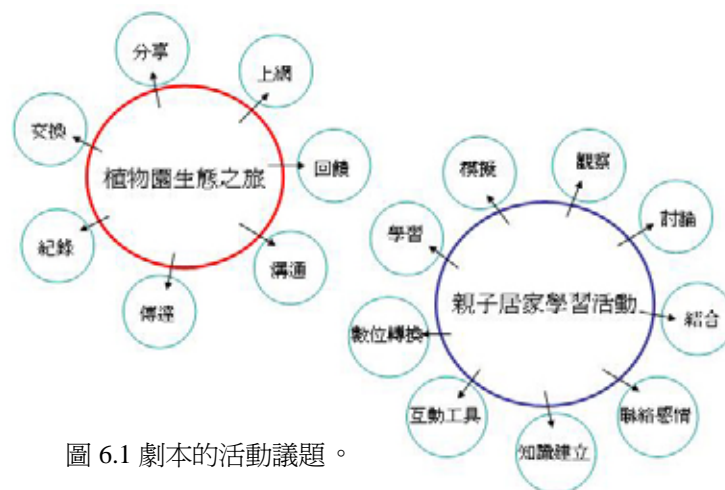 分享
上網
交換
植物園生態之旅
回饋
紀錄
溝通
傳達
模擬
觀察
學習
討論
親子居家學習活動
結合
數位轉換
互動工具
知識建立
聯絡感情
圖 6.1 劇本的活動議題。